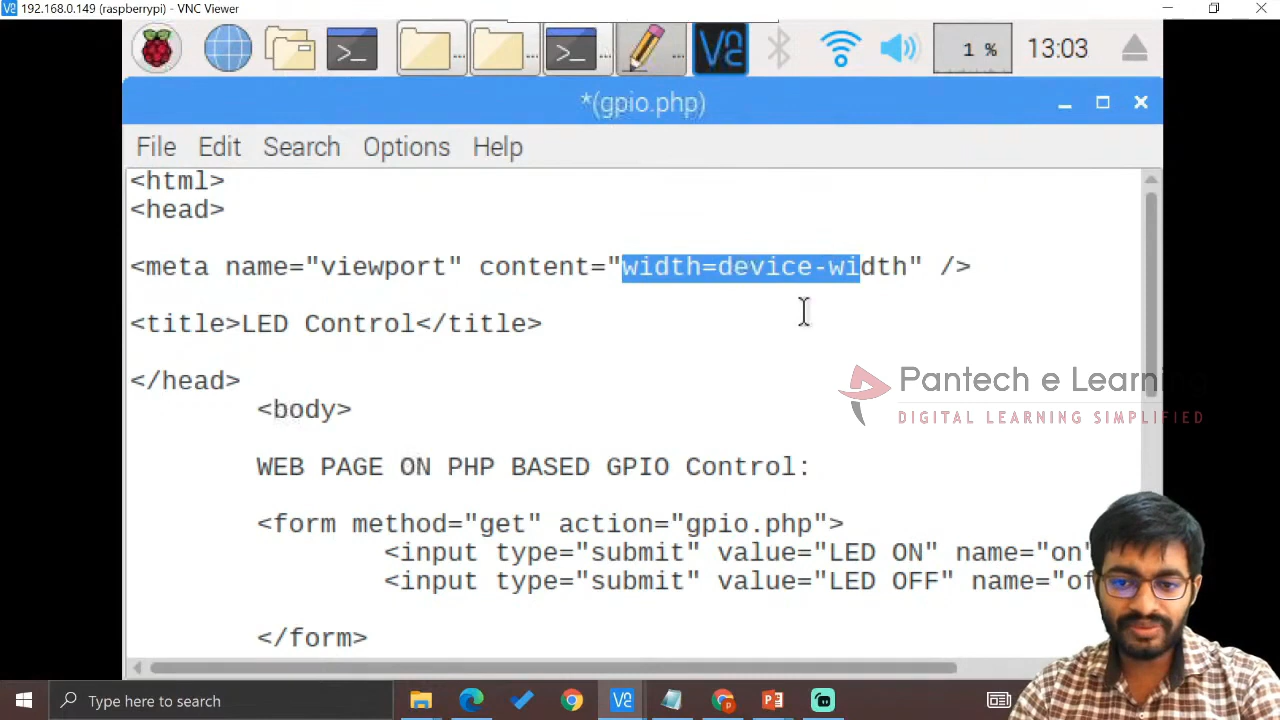 192.168.0.149 (raspberrypi) - VNC Viewer
1 %
13:03
*(gpio.php)
File Edit Search Options Help
<html>
<head>
<meta name="viewport" content="width=device-width" />
<title>LED Control</title>
</head>
<body>
WEB PAGE ON PHP BASED GPIO Control:
<form method="get" action="gpio.php">
<input type="submit" value="LED ON" name="on"
<input type="submit" value="LED OFF" name="of
</form>
Pantech e Learning
DIGITAL LEARNING SIMPLIFIED
Type here to search